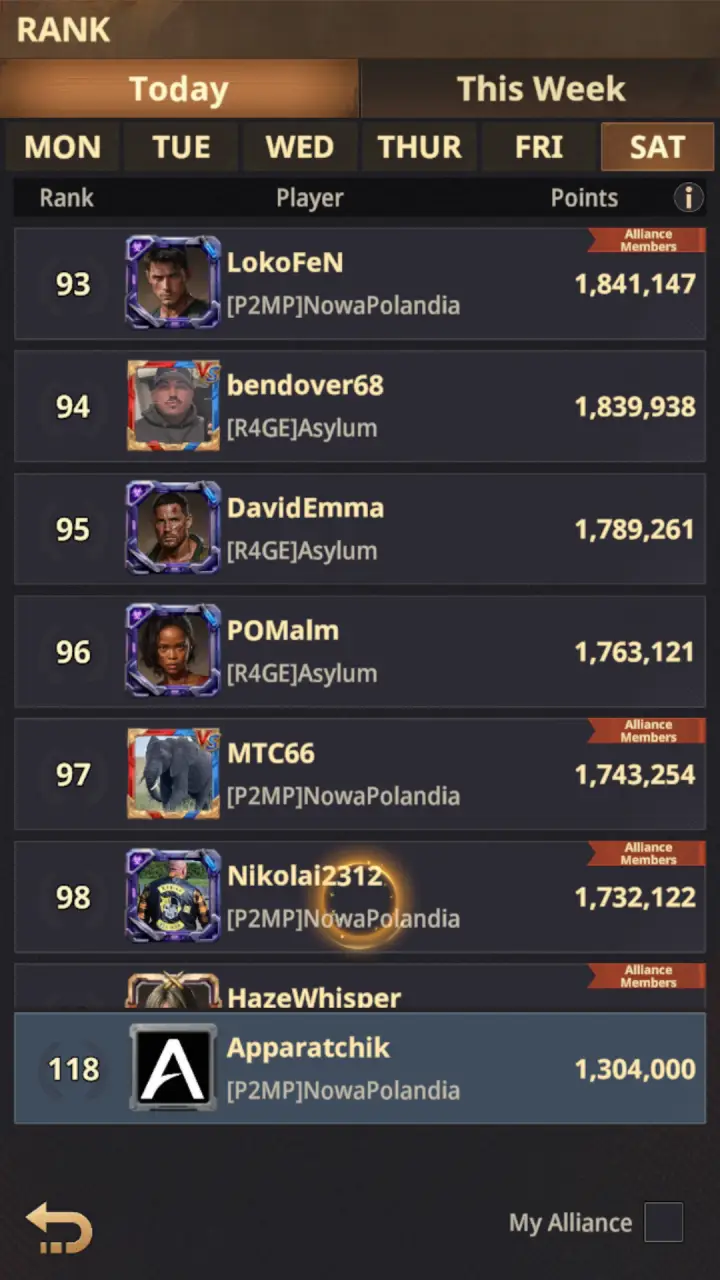 RANK
Today
This Week
MON
TUE
WED
THUR
FRI
SAT
Rank
Player
Points
Alliance
Members
93
LokoFeN
[P2MP]NowaPolandia
1,841,147
VS
94
bendover68
[R4GE]Asylum
1,839,938
95
DavidEmma
[R4GE]Asylum
1,789,261
96
POMalm
[R4GE]Asylum
1,763,121
Alliance
Members
VS
97
MTC66
[P2MP]NowaPolandia
1,743,254
Alliance
Members
98
Nikolai2312
[P2MP]NowaPolandia
1,732,122
Alliance
Members
HazeWhisper
118
A
Apparatchik
[P2MP]NowaPolandia
1,304,000
My Alliance